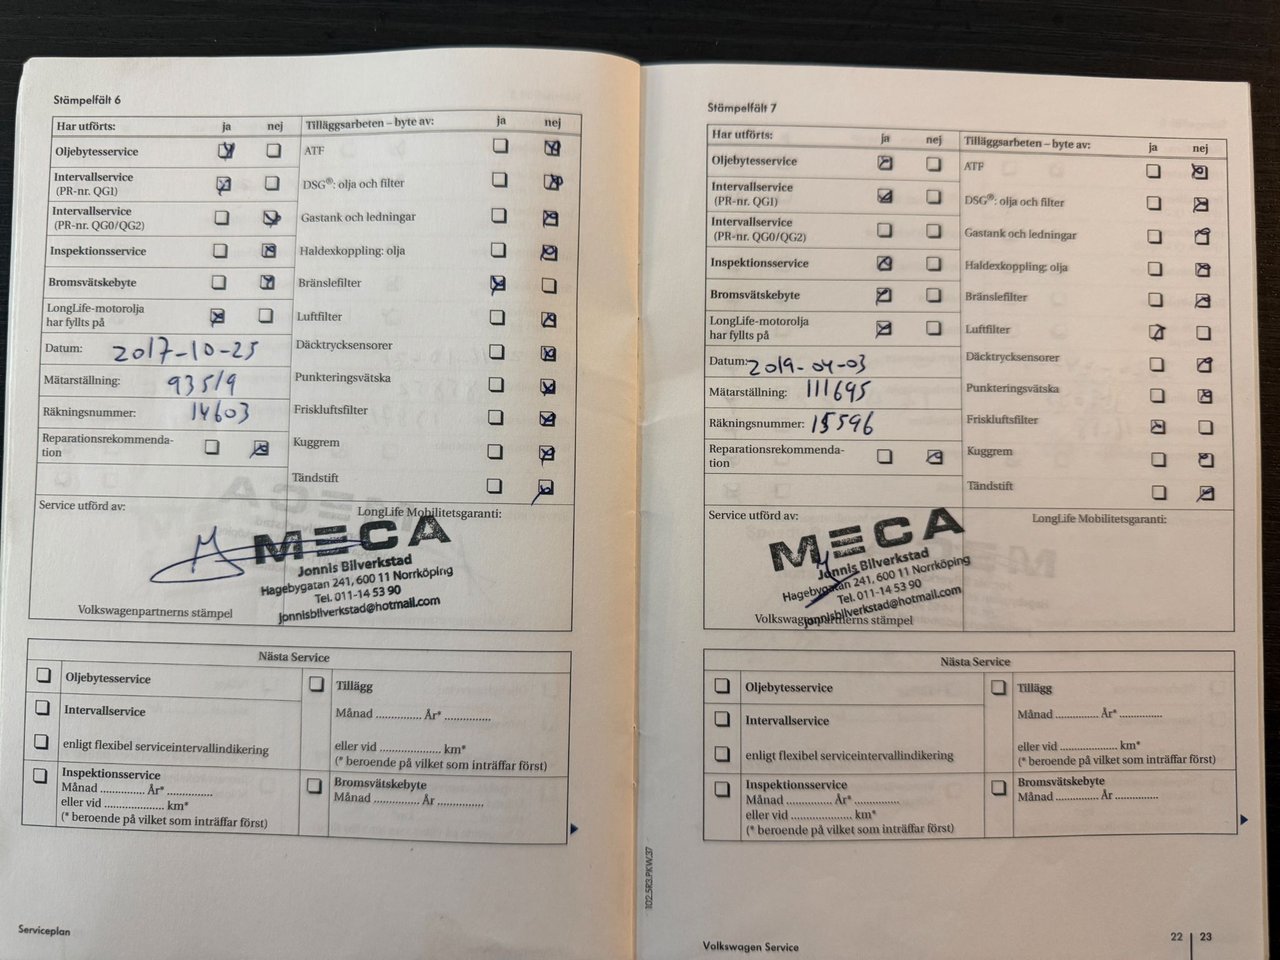 Stämpelfält 6
Har utförts: ja nej
Tilläggsarbeten – byte av: ja nej
Oljebytesservice
ATF
Intervallservice
(PR-nr. QG1)
DSG®: olja och filter
Intervallservice
(PR-nr. QG0/QG2)
Gastank och ledningar
Inspektionsservice
Haldexkoppling: olja
Bromsvätskebyte
Bränslefilter
LongLife-motorolja
har fyllts på
Luftfilter
Datum: 2017-10-25
Däcktrycksensorer
Mätarställning: 93519
Punkteringsvätska
Räkningsnummer: 14603
Friskluftsfilter
Reparationsrekommenda-
tion
Kuggrem
Tändstift
Service utförd av:
LongLife Mobilitetsgaranti:
MECA
Jonnis Bilverkstad
Hagebygatan 241, 600 11 Norrköping
Tel. 011-14 53 90
jonnisbilverkstad@hotmail.com
Volkswagenpartnerns stämpel
Nästa Service
Oljebytesservice
Intervallservice
enligt flexibel serviceintervallindikering
Tillägg
Månad .............. År* ..............
eller vid .................... km*
(* beroende på vilket som inträffar först)
Inspektionsservice
Månad .............. År* ..............
eller vid .................... km*
(* beroende på vilket som inträffar först)
Bromsvätskebyte
Månad .............. År ..............
Serviceplan
Stämpelfält 7
Har utförts: ja nej
Tilläggsarbeten – byte av: ja nej
Oljebytesservice
ATF
Intervallservice
(PR-nr. QG1)
DSG®: olja och filter
Intervallservice
(PR-nr. QG0/QG2)
Gastank och ledningar
Inspektionsservice
Haldexkoppling: olja
Bromsvätskebyte
Bränslefilter
LongLife-motorolja
har fyllts på
Luftfilter
Datum: 2019-04-03
Däcktrycksensorer
Mätarställning: 111695
Punkteringsvätska
Räkningsnummer: 15596
Friskluftsfilter
Reparationsrekommenda-
tion
Kuggrem
Tändstift
Service utförd av:
LongLife Mobilitetsgaranti:
MECA
Jonnis Bilverkstad
Hagebygatan 241, 600 11 Norrköping
Tel. 011-14 53 90
jonnisbilverkstad@hotmail.com
Volkswagenpartnerns stämpel
Nästa Service
Oljebytesservice
Intervallservice
enligt flexibel serviceintervallindikering
Tillägg
Månad .............. År* ..............
eller vid .................... km*
(* beroende på vilket som inträffar först)
Inspektionsservice
Månad .............. År* ..............
eller vid .................... km*
(* beroende på vilket som inträffar först)
Bromsvätskebyte
Månad .............. År ..............
102.5R3.PKW.37
Volkswagen Service
22 | 23